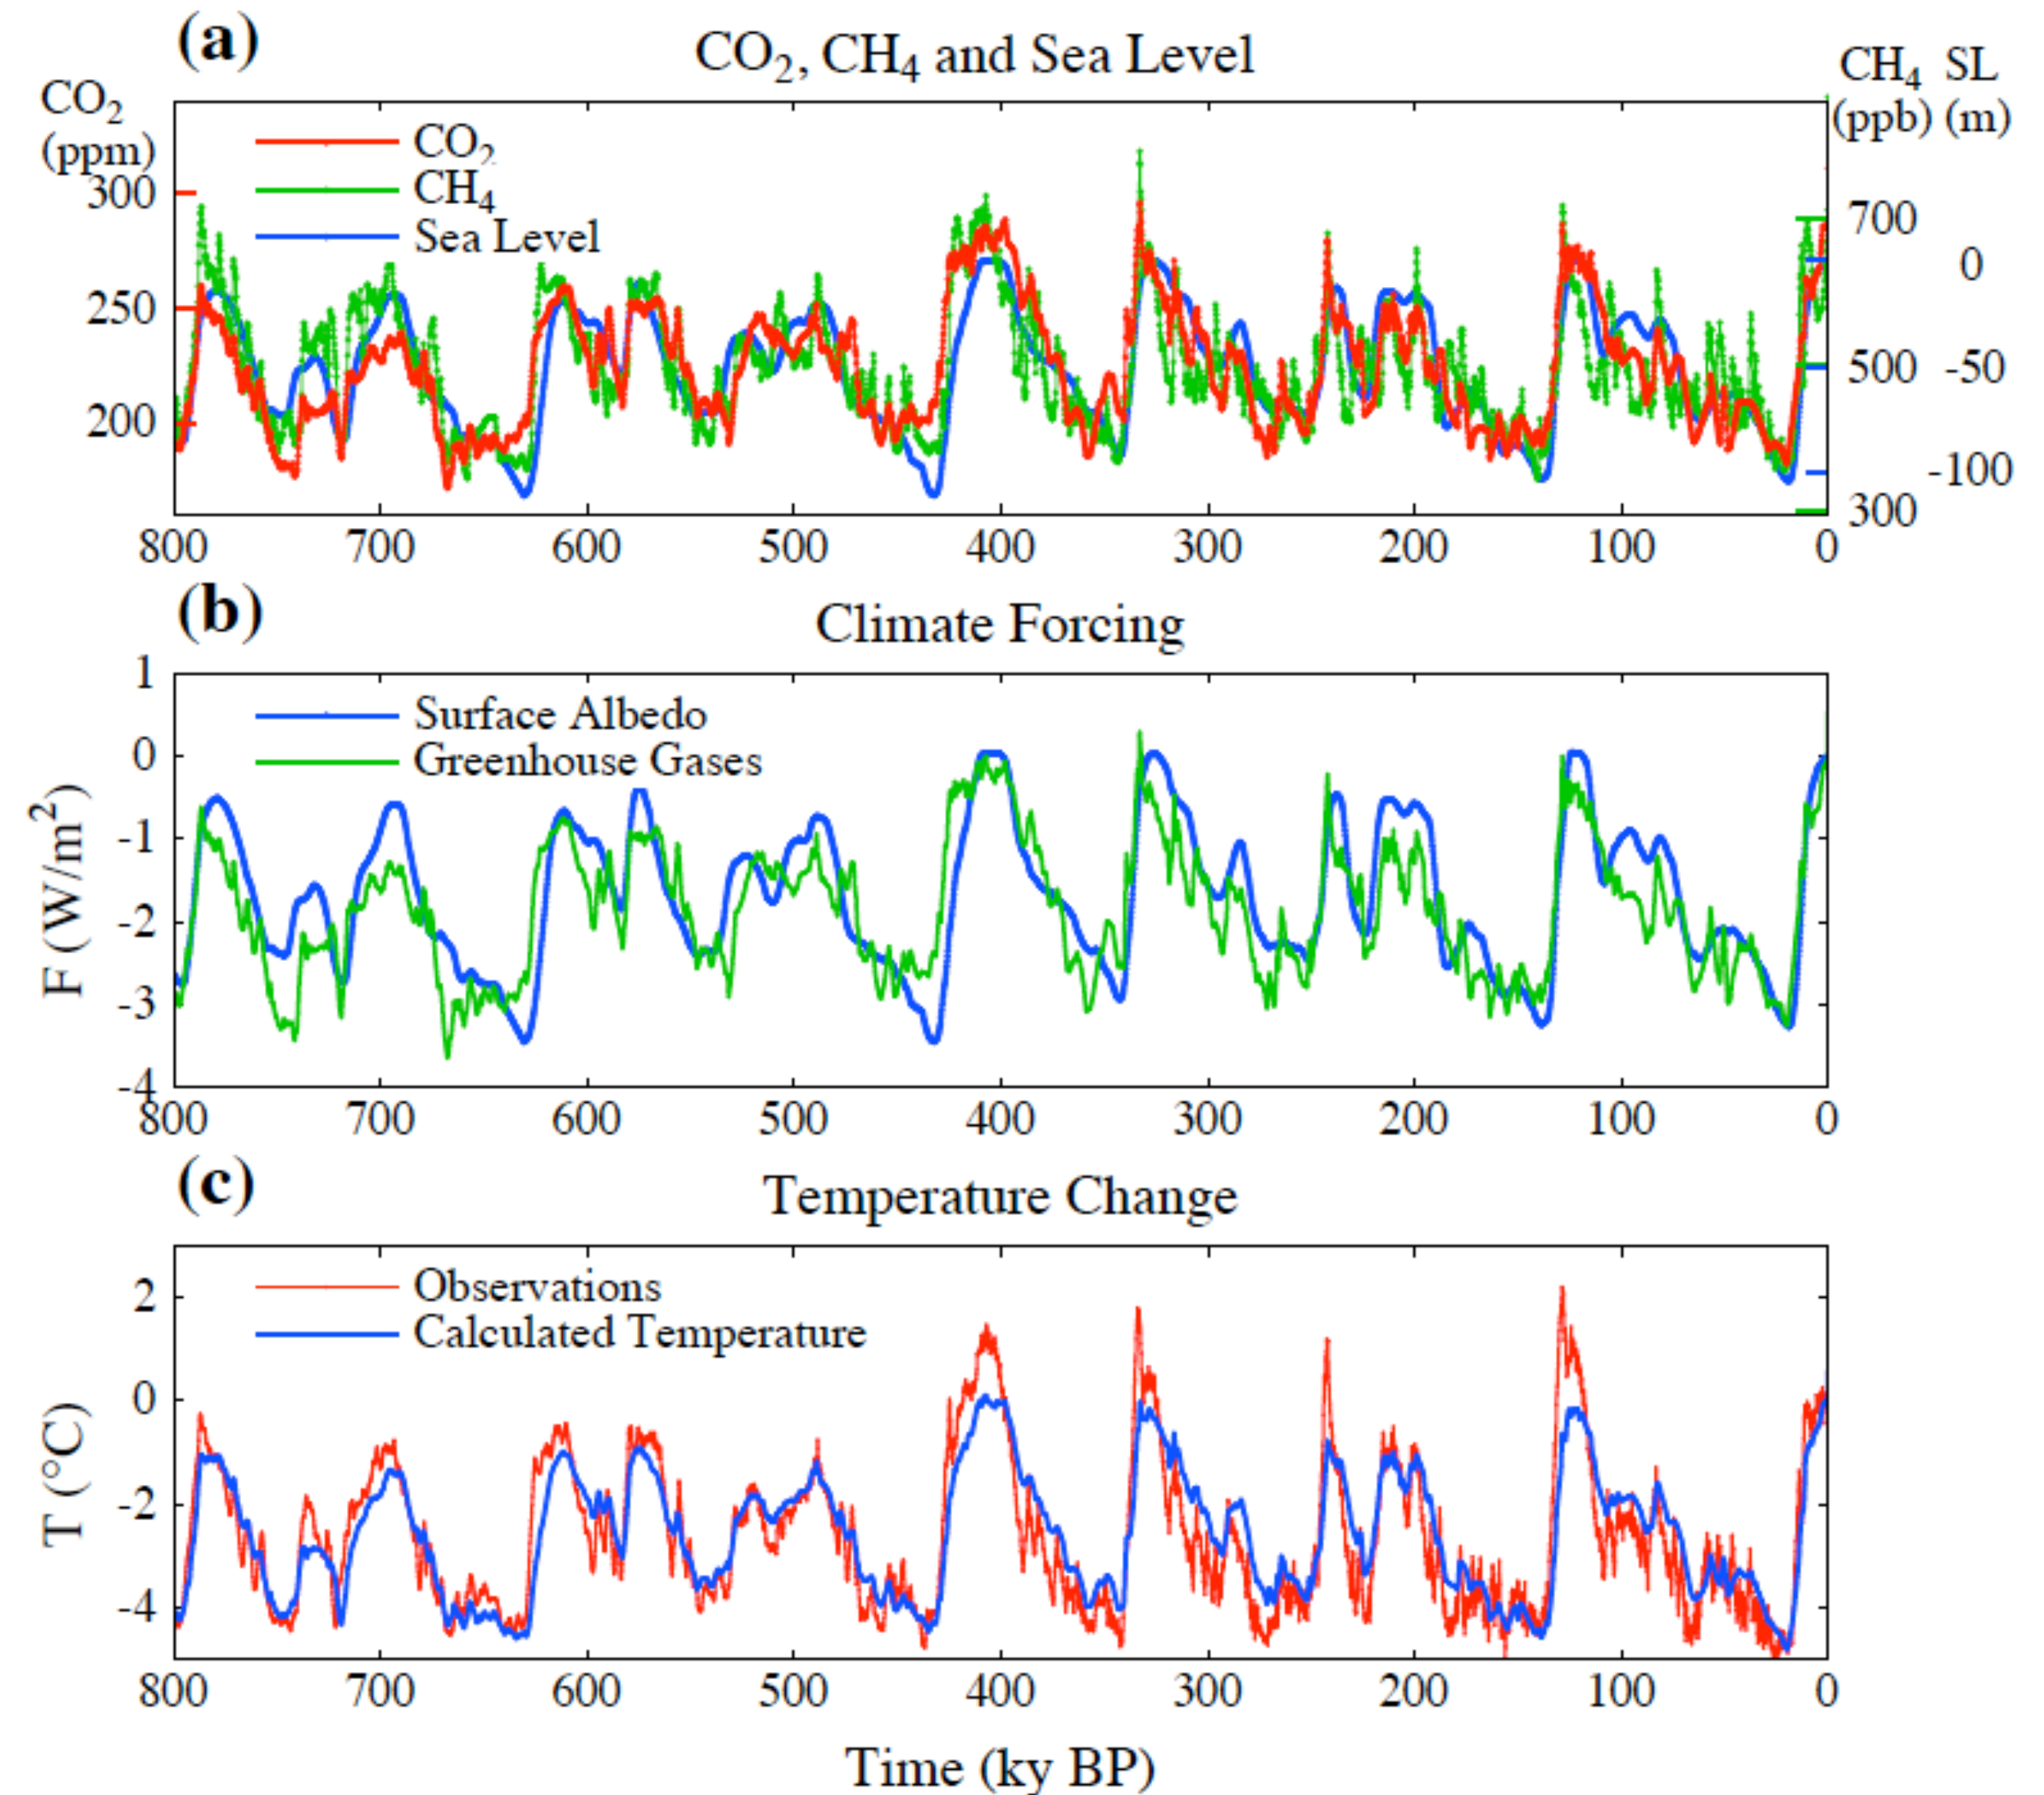 (a)
CO₂, CH₄ and Sea Level
CO₂
(ppm)
CH₄ SL
(ppb) (m)
CO₂
CH₄
Sea Level
300
250
200
700
0
500 -50
-100
300
800 700 600 500 400 300 200 100 0
(b)
Climate Forcing
Surface Albedo
Greenhouse Gases
F (W/m²)
1
0
-1
-2
-3
-4
800 700 600 500 400 300 200 100 0
(c)
Temperature Change
Observations
Calculated Temperature
T (°C)
2
0
-2
-4
800 700 600 500 400 300 200 100 0
Time (ky BP)